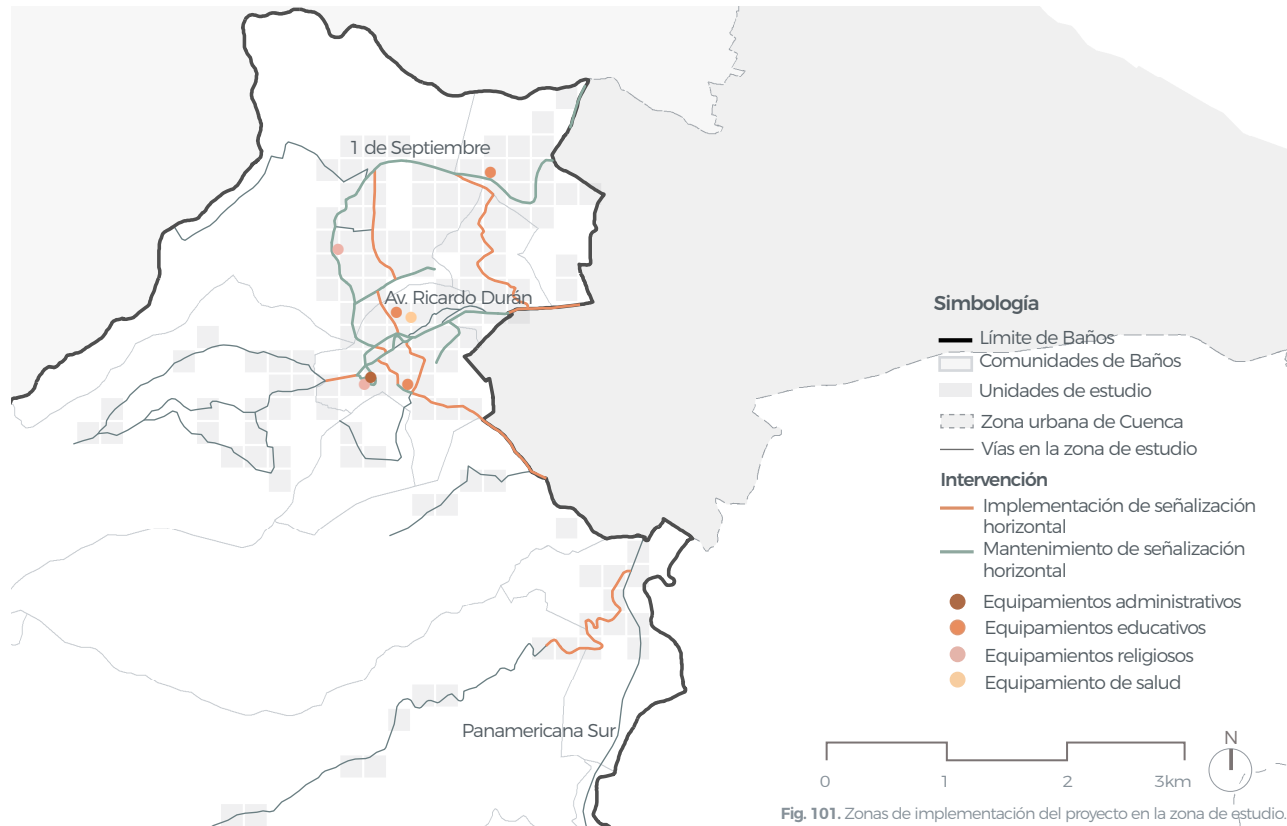 1 de Septiembre
Av. Ricardo Durán
Panamericana Sur
Simbología
Límite de Baños
Comunidades de Baños
Unidades de estudio
Zona urbana de Cuenca
Vías en la zona de estudio
Intervención
Implementación de señalización
horizontal
Mantenimiento de señalización
horizontal
Equipamientos administrativos
Equipamientos educativos
Equipamientos religiosos
Equipamiento de salud
N
0 1 2 3km
Fig. 101. Zonas de implementación del proyecto en la zona de estudio.